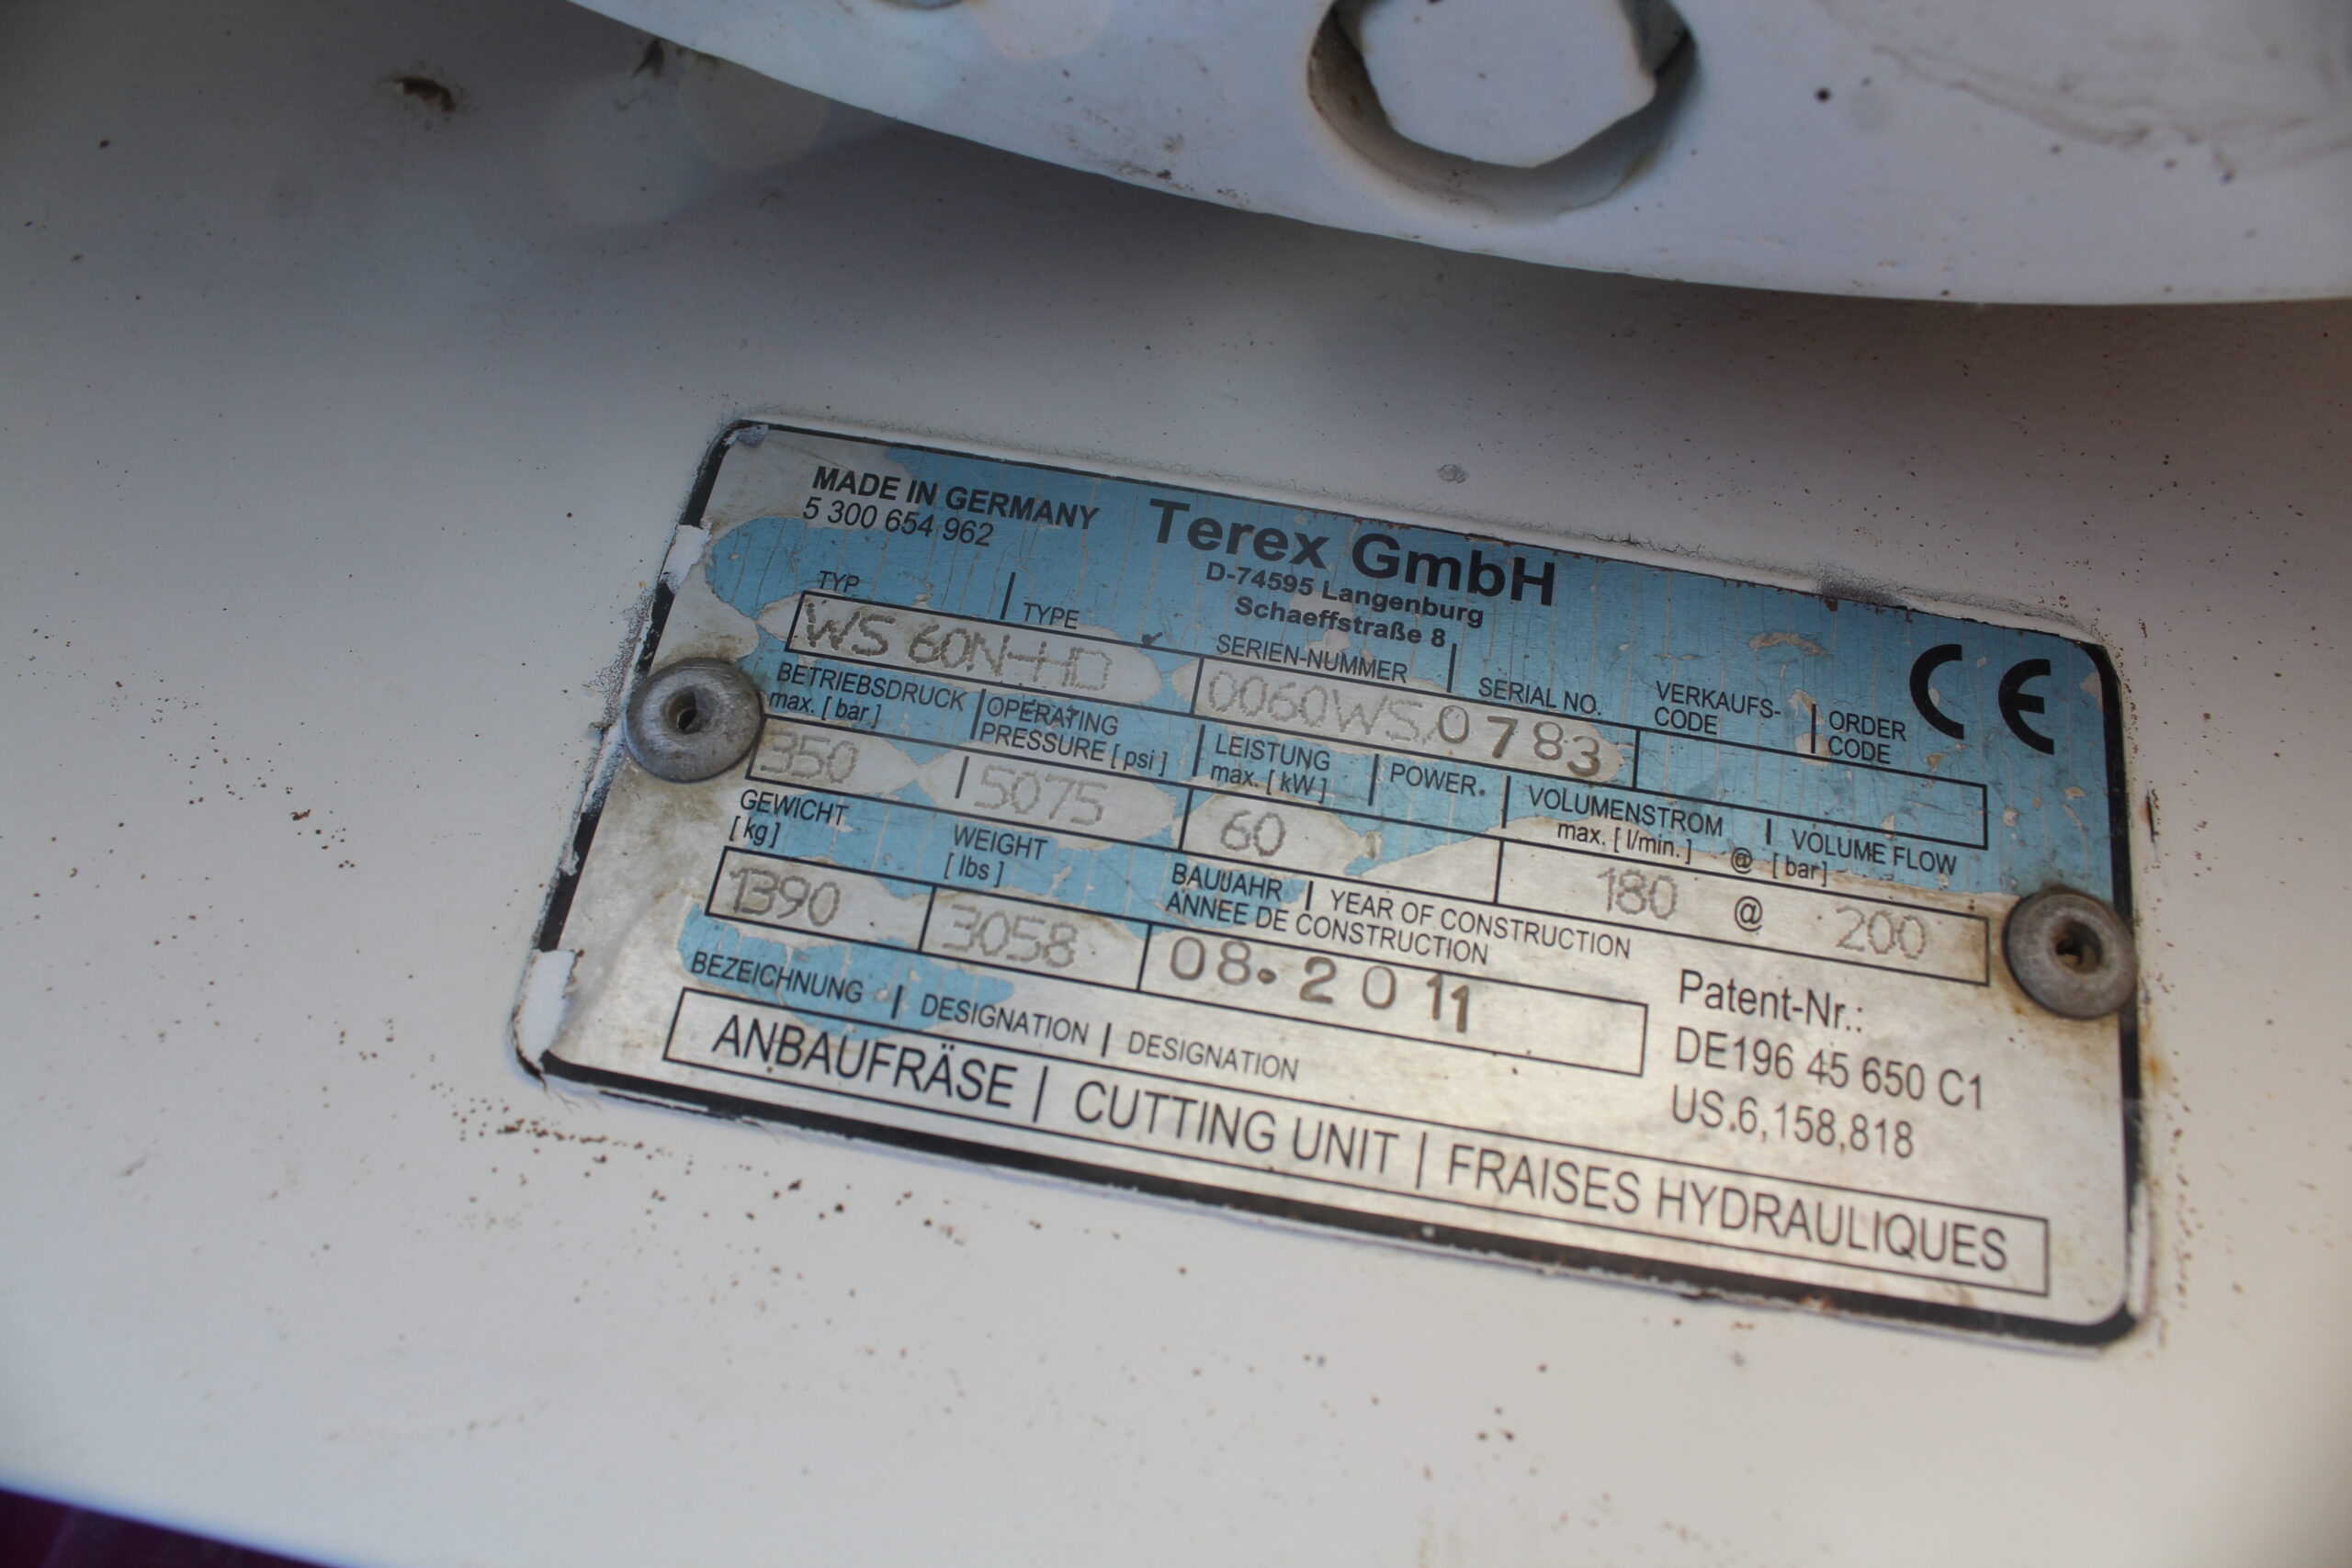 MADE IN GERMANY
5 300 654 962
Terex GmbH
D-74595 Langenburg
Schaeffstraße 8
CE
TYP | TYPE
WS 60N-HD
SERIEN-NUMMER | SERIAL NO.
0060WS0783
VERKAUFS-CODE | ORDER CODE
BETRIEBSDRUCK max. [ bar ] | OPERATING PRESSURE [ psi ]
350 | 5075
LEISTUNG max. [ kW ] | POWER.
60
VOLUMENSTROM | VOLUME FLOW
max. [ l/min. ] @ [ bar]
180 @ 200
GEWICHT [ kg ] WEIGHT [ lbs ]
1390 3058
BAUJAHR | YEAR OF CONSTRUCTION
ANNEE DE CONSTRUCTION
08.2011
Patent-Nr.:
DE196 45 650 C1
US.6,158,818
BEZEICHNUNG | DESIGNATION | DESIGNATION
ANBAUFRÄSE | CUTTING UNIT | FRAISES HYDRAULIQUES